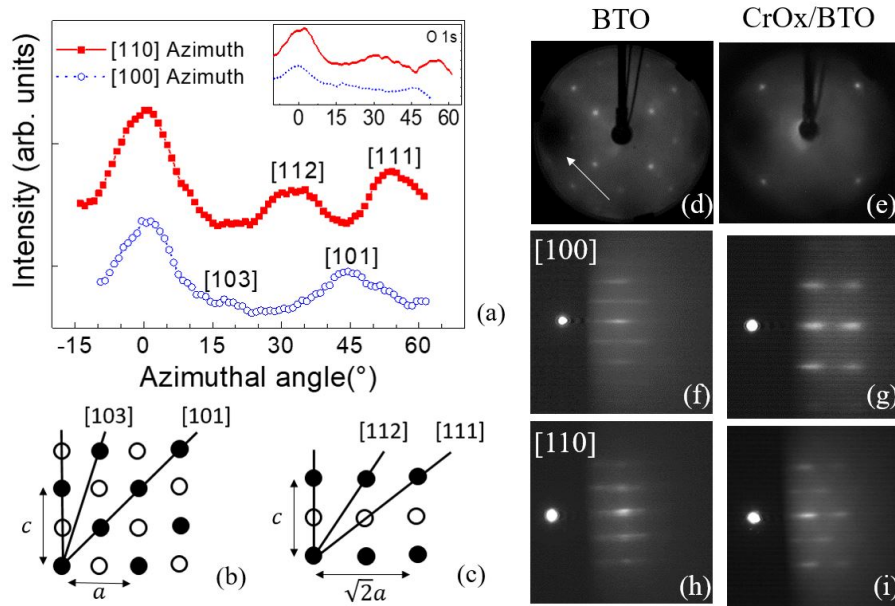 BTO
CrOx/BTO
[110] Azimuth
[100] Azimuth
O 1s
0
15
30
45
60
Intensity (arb. units)
[112]
[111]
[103]
[101]
-15
0
15
30
45
60
Azimuthal angle(°)
(a)
[103]
[101]
c
a
(b)
[112]
[111]
c
√2a
(c)
(d)
(e)
[100]
(f)
(g)
[110]
(h)
(i)